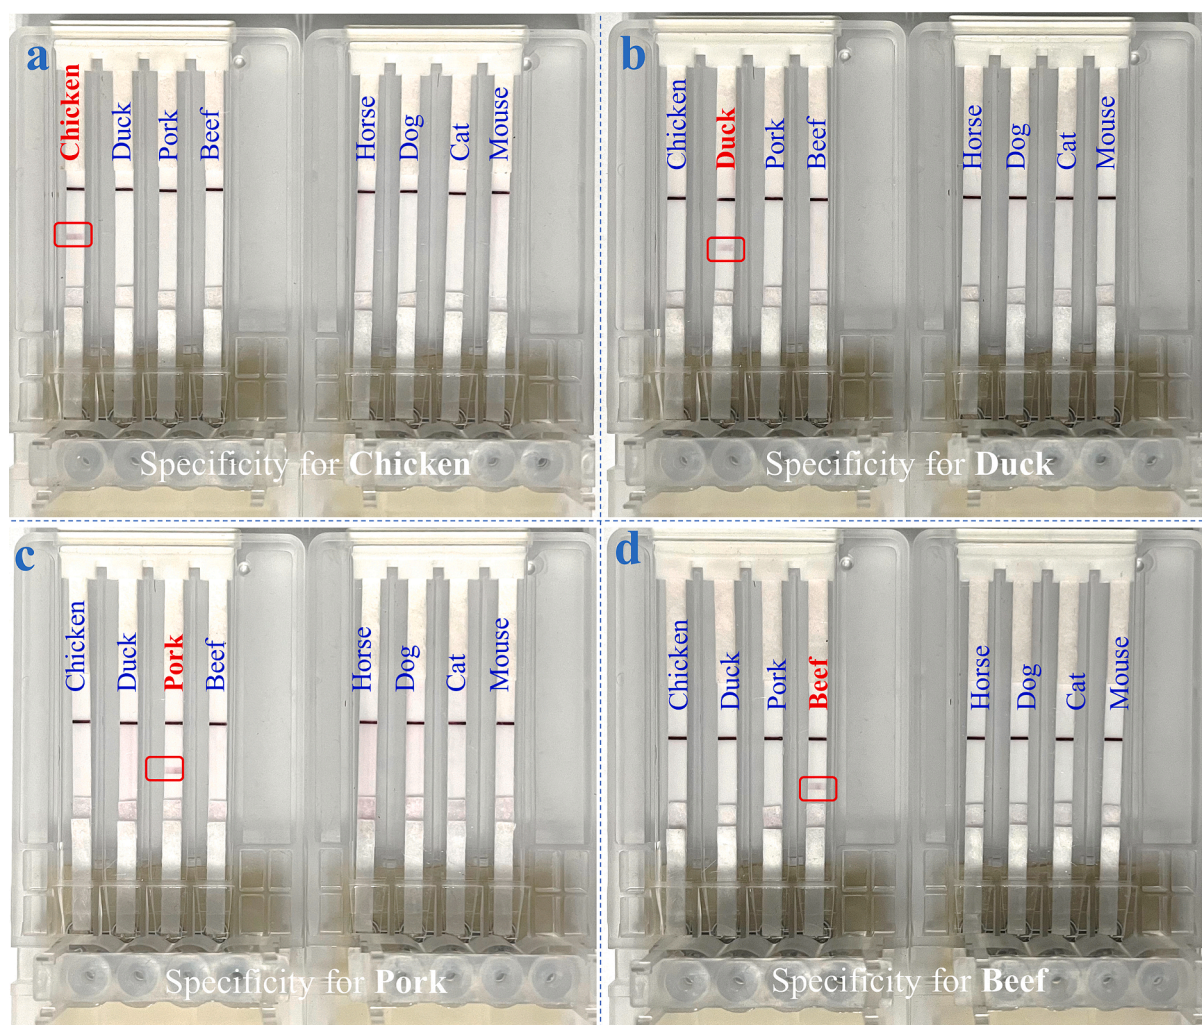 a
Chicken
Duck
Pork
Beef
Horse
Dog
Cat
Mouse
Specificity for Chicken
b
Chicken
Duck
Pork
Beef
Horse
Dog
Cat
Mouse
Specificity for Duck
c
Chicken
Duck
Pork
Beef
Horse
Dog
Cat
Mouse
Specificity for Pork
d
Chicken
Duck
Pork
Beef
Horse
Dog
Cat
Mouse
Specificity for Beef